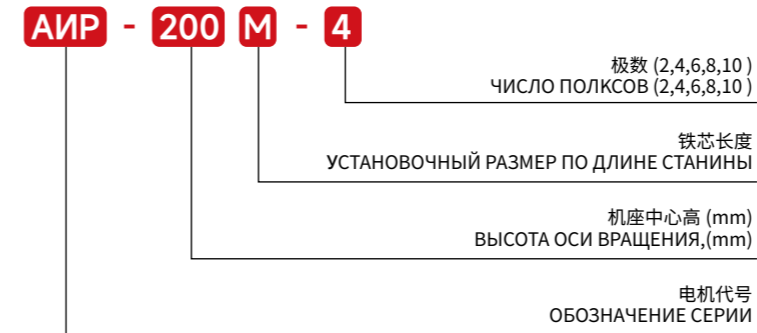 АИР - 200 М - 4
极数 (2,4,6,8,10 )
ЧИСЛО ПОЛКСОВ (2,4,6,8,10 )
铁芯长度
УСТАНОВОЧНЫЙ РАЗМЕР ПО ДЛИНЕ СТАНИНЫ
机座中心高 (mm)
ВЫСОТА ОСИ ВРАЩЕНИЯ,(mm)
电机代号
ОБОЗНАЧЕНИЕ СЕРИИ